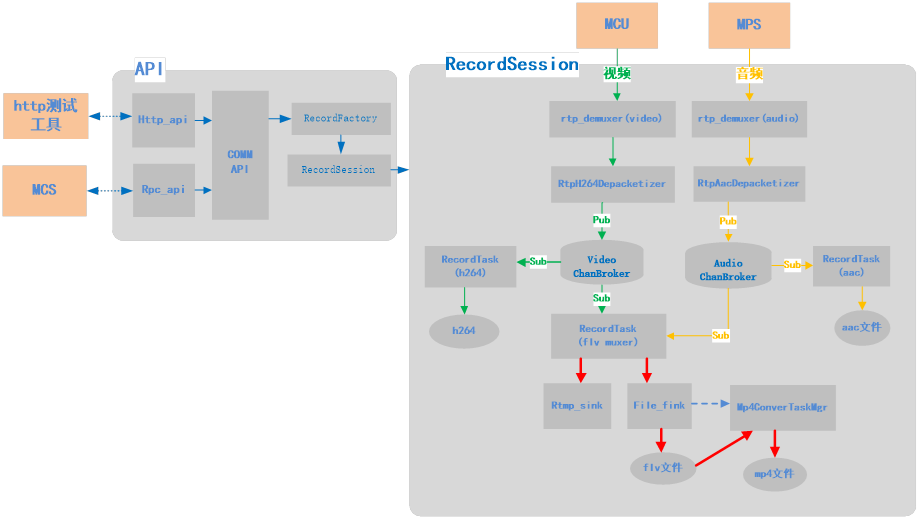 MCU
MPS
API
RecordSession
视频
音频
http测试
工具
Http_api
COMM
API
RecordFactory
RecordSession
MCS
Rpc_api
rtp_demuxer(video)
rtp_demuxer(audio)
RtpH264Depacketizer
RtpAacDepacketizer
Pub
Pub
RecordTask
(h264)
Sub
Video
ChanBroker
Audio
ChanBroker
Sub
RecordTask
(aac)
Sub
h264
RecordTask
(flv muxer)
Sub
aac文件
Rtmp_sink
File_fink
Mp4ConverTaskMgr
flv文件
mp4文件